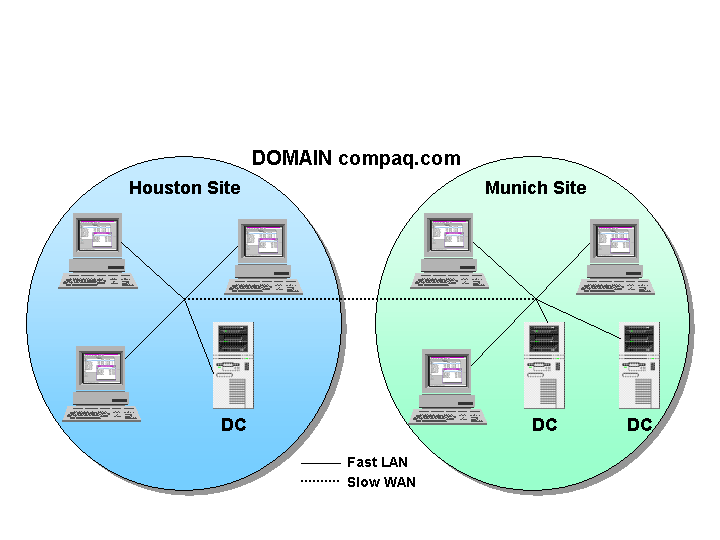 DOMAIN compaq.com
Houston Site
Munich Site
DC
DC
DC
Fast LAN
Slow WAN